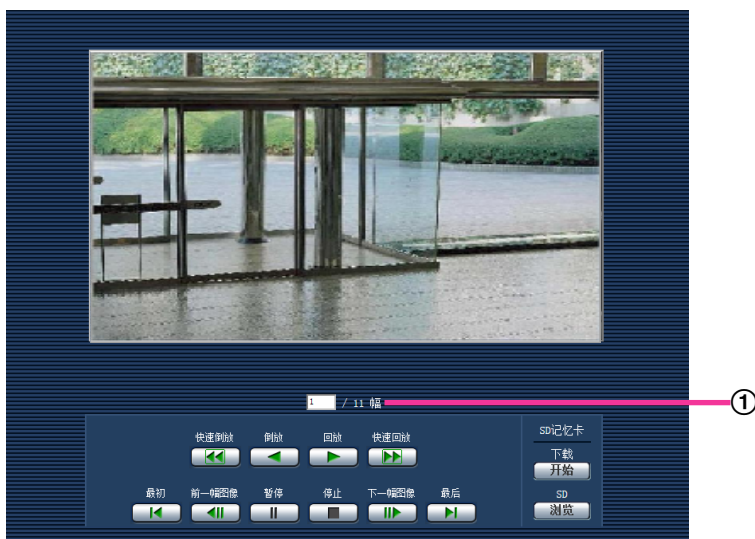 1 / 11 幅
①
快速倒放 倒放 回放 快速回放
最初 前一幅图像 暂停 停止 下一幅图像 最后
SD记忆卡
下载
开始
SD
浏览